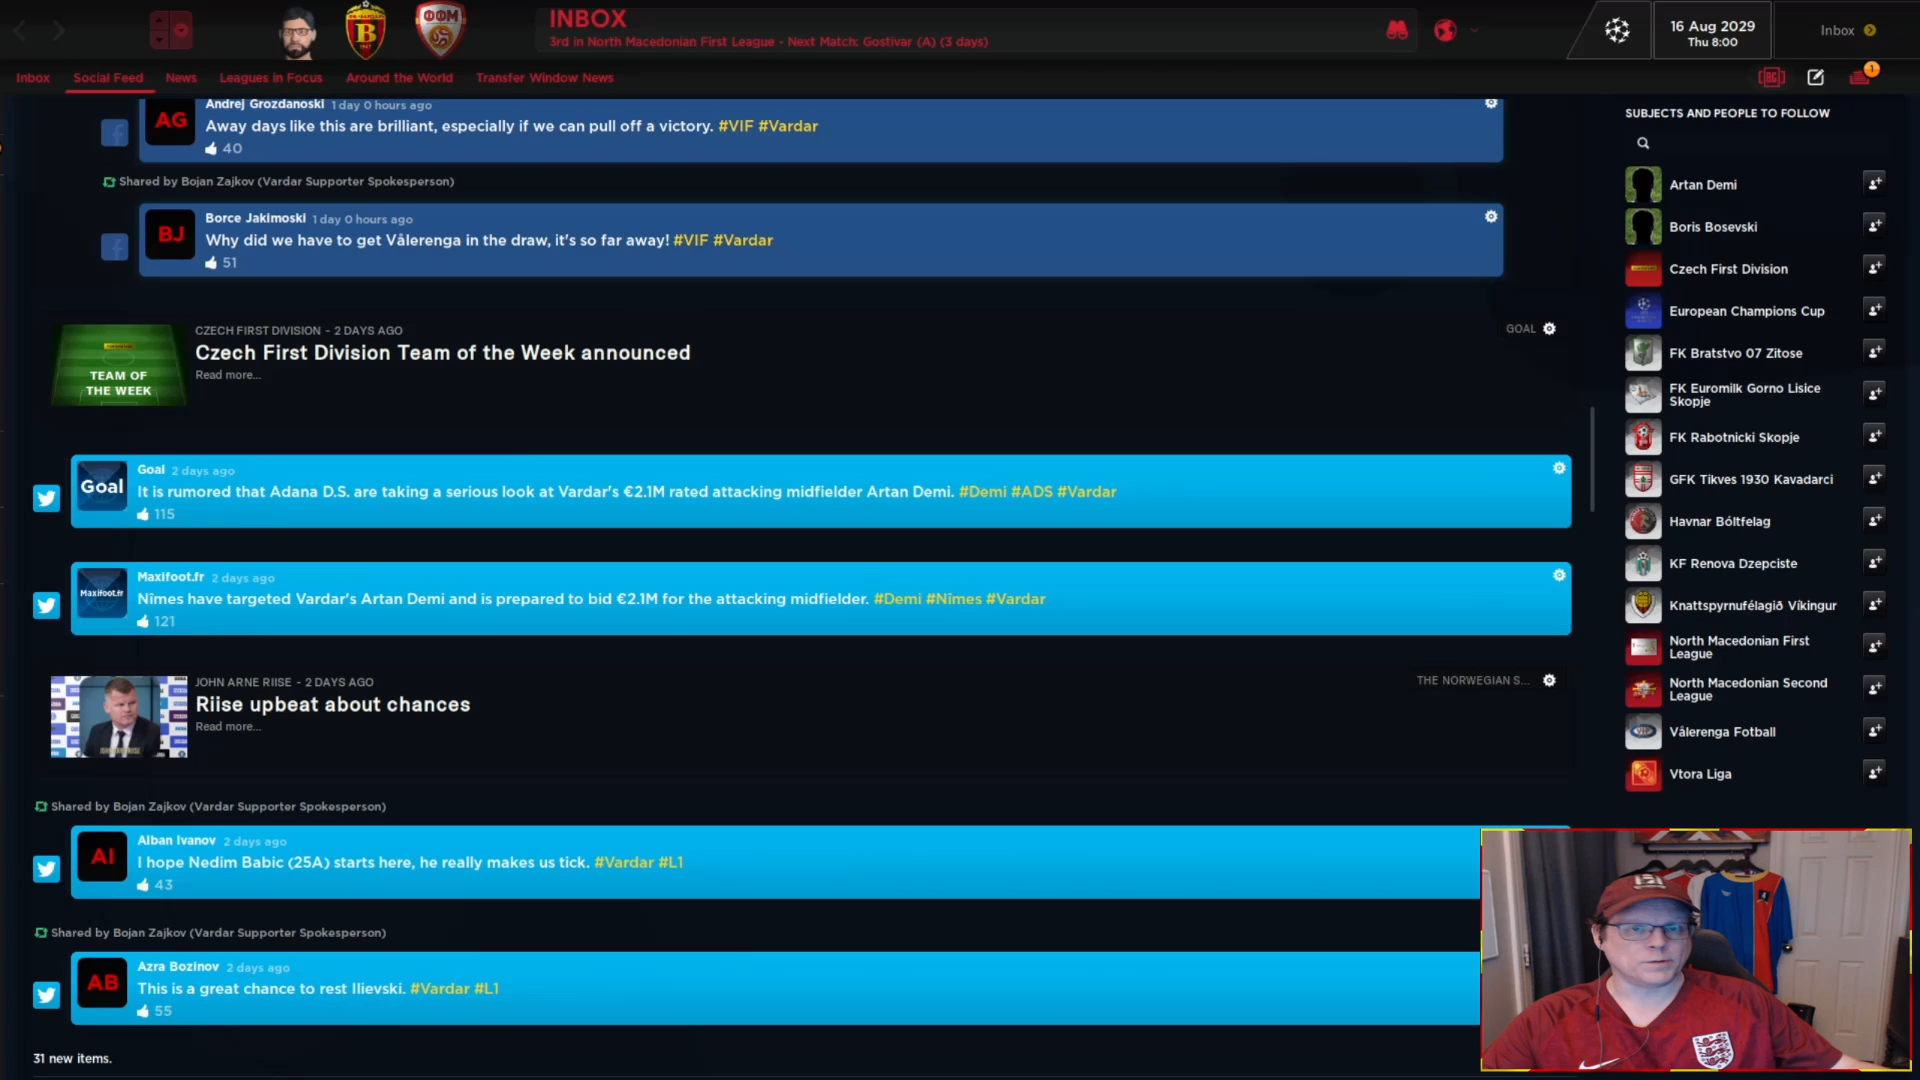 INBOX
3rd in North Macedonian First League - Next Match: Gostivar (A) (3 days)
16 Aug 2029
Thu 8:00
Inbox
Inbox
Social Feed
News
Leagues in Focus
Around the World
Transfer Window News
1
AG
Andrej Grozdanoski 1 day 0 hours ago
Away days like this are brilliant, especially if we can pull off a victory. #VIF #Vardar
40
Shared by Bojan Zajkov (Vardar Supporter Spokesperson)
BJ
Borce Jakimoski 1 day 0 hours ago
Why did we have to get Vålerenga in the draw, it's so far away! #VIF #Vardar
51
TEAM OF
THE WEEK
CZECH FIRST DIVISION - 2 DAYS AGO
GOAL
Czech First Division Team of the Week announced
Read more...
Goal
Goal 2 days ago
It is rumored that Adana D.S. are taking a serious look at Vardar's €2.1M rated attacking midfielder Artan Demi. #Demi #ADS #Vardar
115
Maxifoot.fr
Maxifoot.fr 2 days ago
Nîmes have targeted Vardar's Artan Demi and is prepared to bid €2.1M for the attacking midfielder. #Demi #Nîmes #Vardar
121
JOHN ARNE RIISE - 2 DAYS AGO
THE NORWEGIAN S...
Riise upbeat about chances
Read more...
Shared by Bojan Zajkov (Vardar Supporter Spokesperson)
AI
Alban Ivanov 2 days ago
I hope Nedim Babic (25A) starts here, he really makes us tick. #Vardar #L1
43
Shared by Bojan Zajkov (Vardar Supporter Spokesperson)
AB
Azra Bozinov 2 days ago
This is a great chance to rest Ilievski. #Vardar #L1
55
31 new items.
SUBJECTS AND PEOPLE TO FOLLOW
Artan Demi
Boris Bosevski
Czech First Division
European Champions Cup
FK Bratstvo 07 Zitose
FK Euromilk Gorno Lisice
Skopje
FK Rabotnicki Skopje
GFK Tikves 1930 Kavadarci
Havnar Bóltfelag
KF Renova Dzepciste
Knattspyrnufélagið Víkingur
North Macedonian First
League
North Macedonian Second
League
Vålerenga Fotball
Vtora Liga